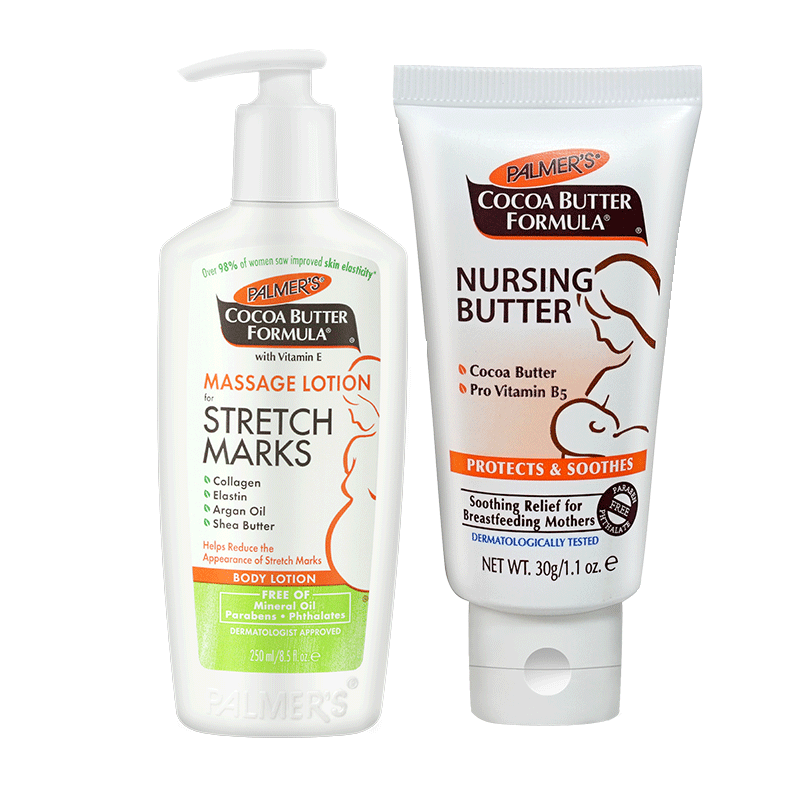 Over 98% of women saw improved skin elasticity*
PALMER'S®
COCOA BUTTER
FORMULA®
®
with Vitamin E
MASSAGE LOTION
for
STRETCH
MARKS
Collagen
Elastin
Argan Oil
Shea Butter
Helps Reduce the
Appearance of Stretch Marks
BODY LOTION
®
FREE OF
Mineral Oil
Parabens • Phthalates
DERMATOLOGIST APPROVED
250 ml/8.5 fl. oz. ℮
PALMER'S®
PALMER'S®
COCOA BUTTER
FORMULA®
®
NURSING
BUTTER
Cocoa Butter
Pro Vitamin B5
PROTECTS & SOOTHES
Soothing Relief for
Breastfeeding Mothers
PARABEN
FREE
PHTHALATE
DERMATOLOGICALLY TESTED
NET WT. 30g/1.1 oz. ℮